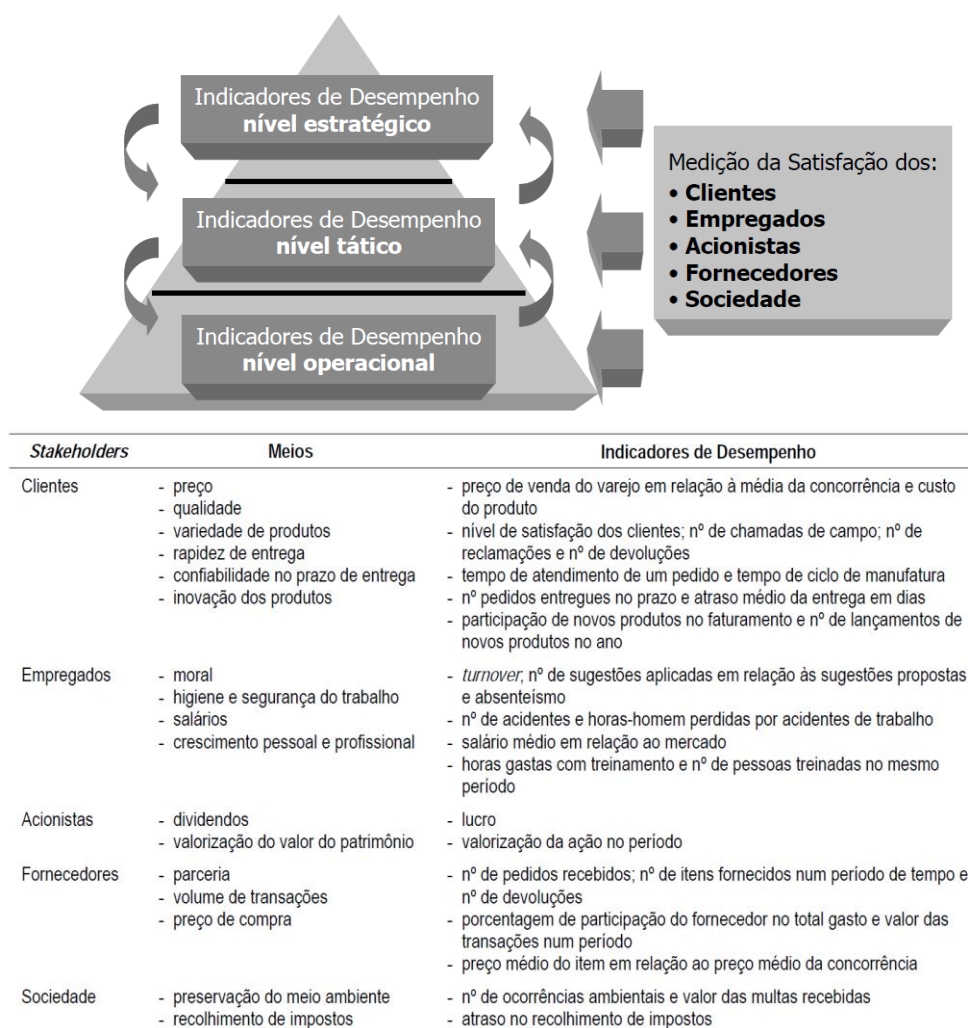 Indicadores de Desempenho
nível estratégico
Indicadores de Desempenho
nível tático
Indicadores de Desempenho
nível operacional
Medição da Satisfação dos:
• Clientes
• Empregados
• Acionistas
• Fornecedores
• Sociedade
Stakeholders Meios Indicadores de Desempenho
Clientes - preço - preço de venda do varejo em relação à média da concorrência e custo
- qualidade do produto
- variedade de produtos - nível de satisfação dos clientes; nº de chamadas de campo; nº de
- rapidez de entrega reclamações e nº de devoluções
- confiabilidade no prazo de entrega - tempo de atendimento de um pedido e tempo de ciclo de manufatura
- inovação dos produtos - nº pedidos entregues no prazo e atraso médio da entrega em dias
- participação de novos produtos no faturamento e nº de lançamentos de
novos produtos no ano
Empregados - moral - turnover; nº de sugestões aplicadas em relação às sugestões propostas
- higiene e segurança do trabalho e absenteísmo
- salários - nº de acidentes e horas-homem perdidas por acidentes de trabalho
- crescimento pessoal e profissional - salário médio em relação ao mercado
- horas gastas com treinamento e nº de pessoas treinadas no mesmo
período
Acionistas - dividendos - lucro
- valorização do valor do patrimônio - valorização da ação no período
Fornecedores - parceria - nº de pedidos recebidos; nº de itens fornecidos num período de tempo e
- volume de transações nº de devoluções
- preço de compra - porcentagem de participação do fornecedor no total gasto e valor das
transações num período
- preço médio do item em relação ao preço médio da concorrência
Sociedade - preservação do meio ambiente - nº de ocorrências ambientais e valor das multas recebidas
- recolhimento de impostos - atraso no recolhimento de impostos